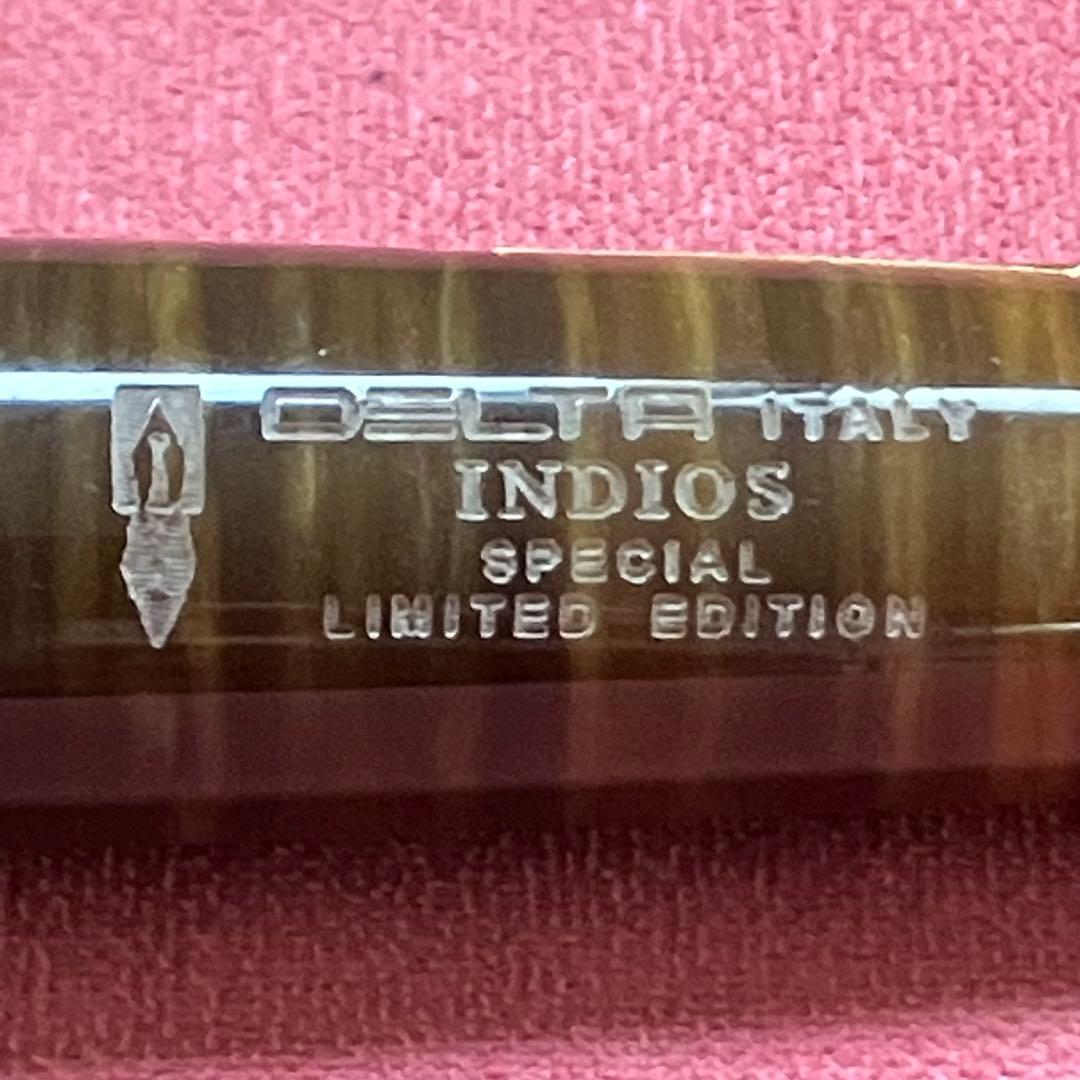 DELTA ITALY
INDIOS
SPECIAL
LIMITED EDITION